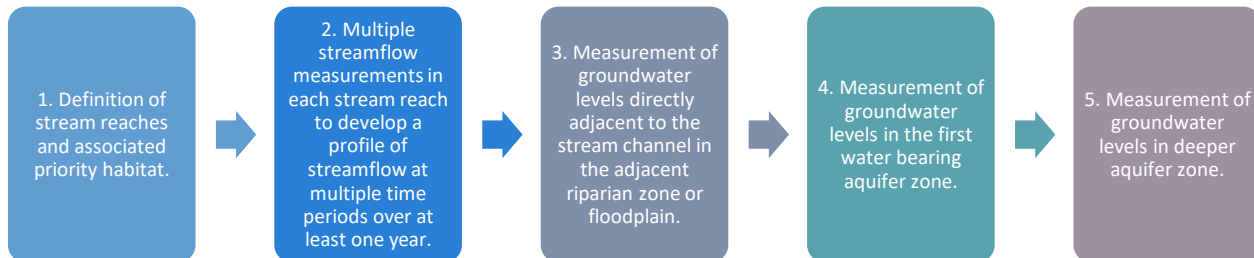 1. Definition of
stream reaches
and associated
priority habitat.
2. Multiple
streamflow
measurements in
each stream reach
to develop a
profile of
streamflow at
multiple time
periods over at
least one year.
3. Measurement of
groundwater
levels directly
adjacent to the
stream channel in
the adjacent
riparian zone or
floodplain.
4. Measurement of
groundwater
levels in the first
water bearing
aquifer zone.
5. Measurement of
groundwater
levels in deeper
aquifer zone.